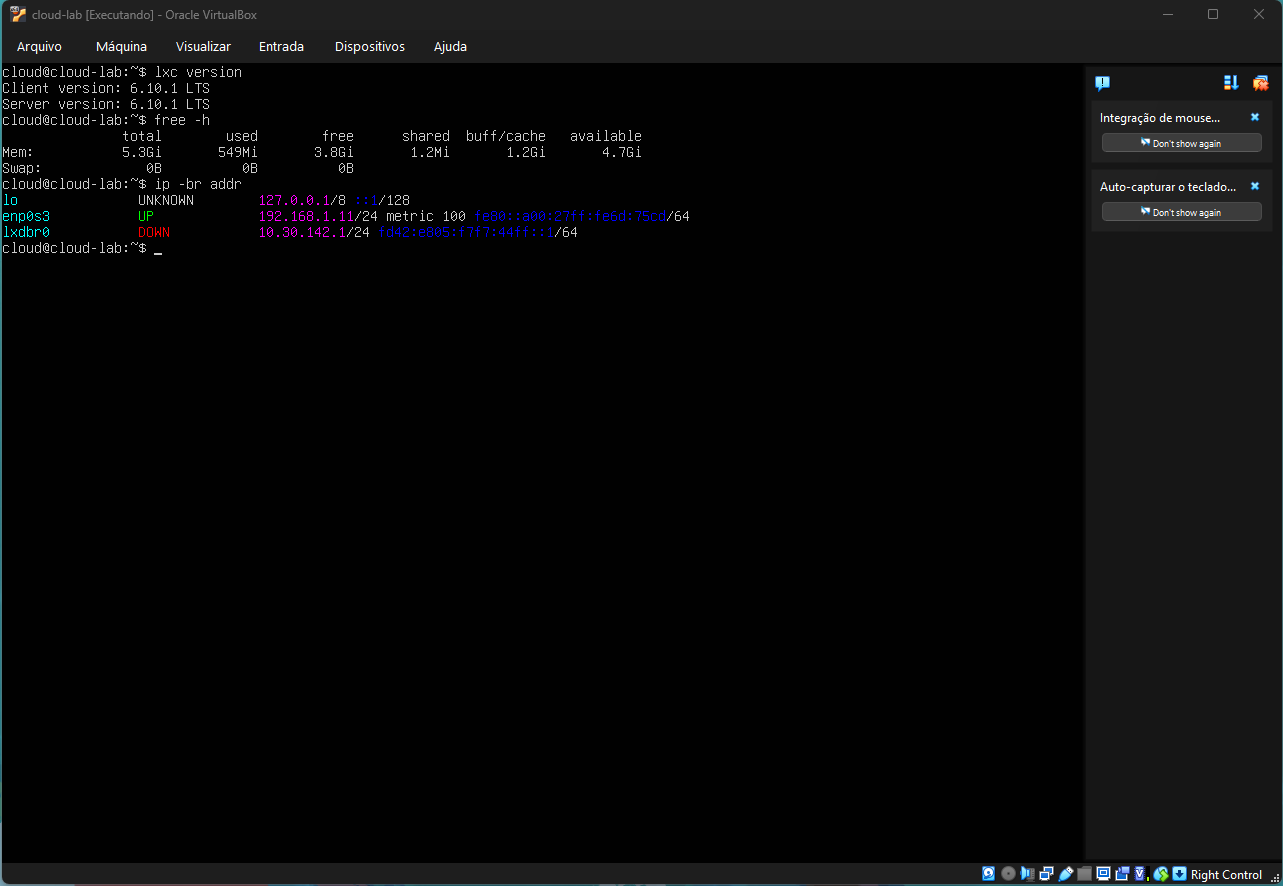 cloud-lab [Executando] - Oracle VirtualBox
Arquivo Máquina Visualizar Entrada Dispositivos Ajuda
cloud@cloud-lab:~$ lxc version
Client version: 6.10.1 LTS
Server version: 6.10.1 LTS
cloud@cloud-lab:~$ free -h
total used free shared buff/cache available
Mem: 5.3Gi 549Mi 3.8Gi 1.2Mi 1.2Gi 4.7Gi
Swap: 0B 0B 0B
cloud@cloud-lab:~$ ip -br addr
lo UNKNOWN 127.0.0.1/8 ::1/128
enp0s3 UP 192.168.1.11/24 metric 100 fe80::a00:27ff:fe6d:75cd/64
lxdbr0 DOWN 10.30.142.1/24 fd42:e805:f7f7:44ff::1/64
cloud@cloud-lab:~$ _
Integração de mouse...
Don't show again
Auto-capturar o teclado...
Don't show again
Right Control